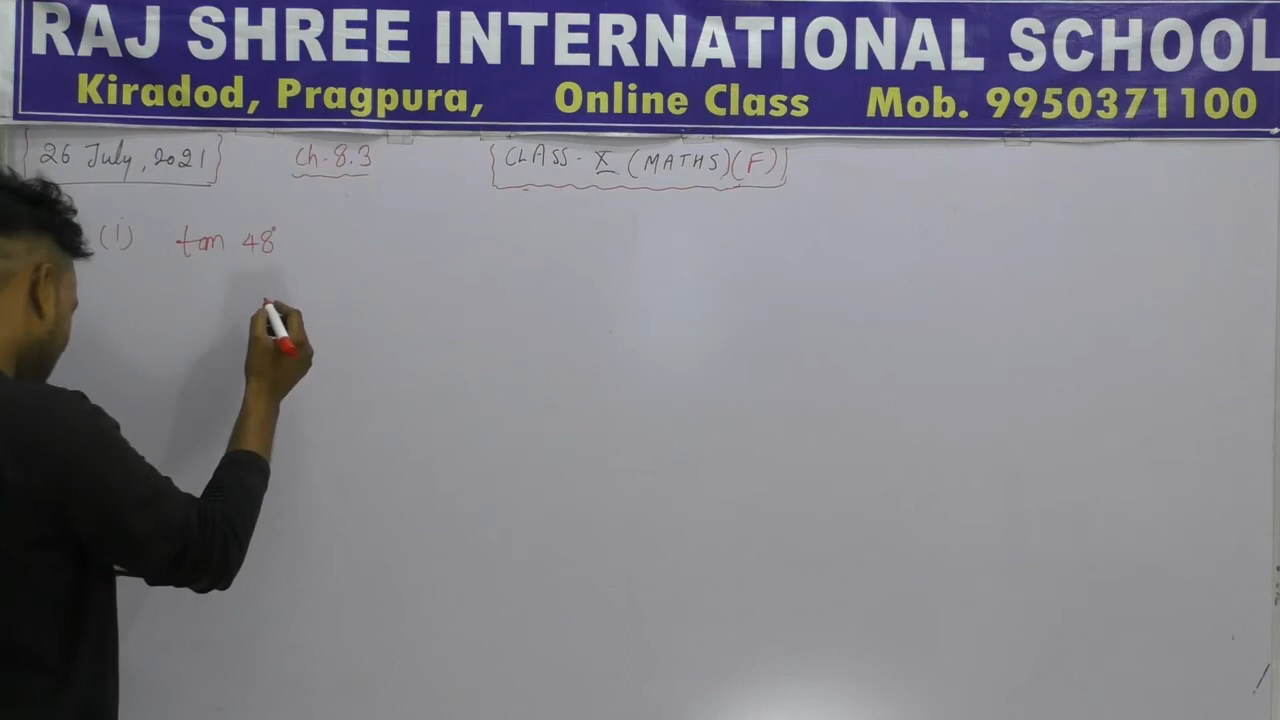 RAJ SHREE INTERNATIONAL SCHOOL
Kiradod, Pragpura, Online Class Mob. 9950371100
26 July, 2021 Ch-8.3 CLASS-X (MATHS)(F)
(i) tan 48°